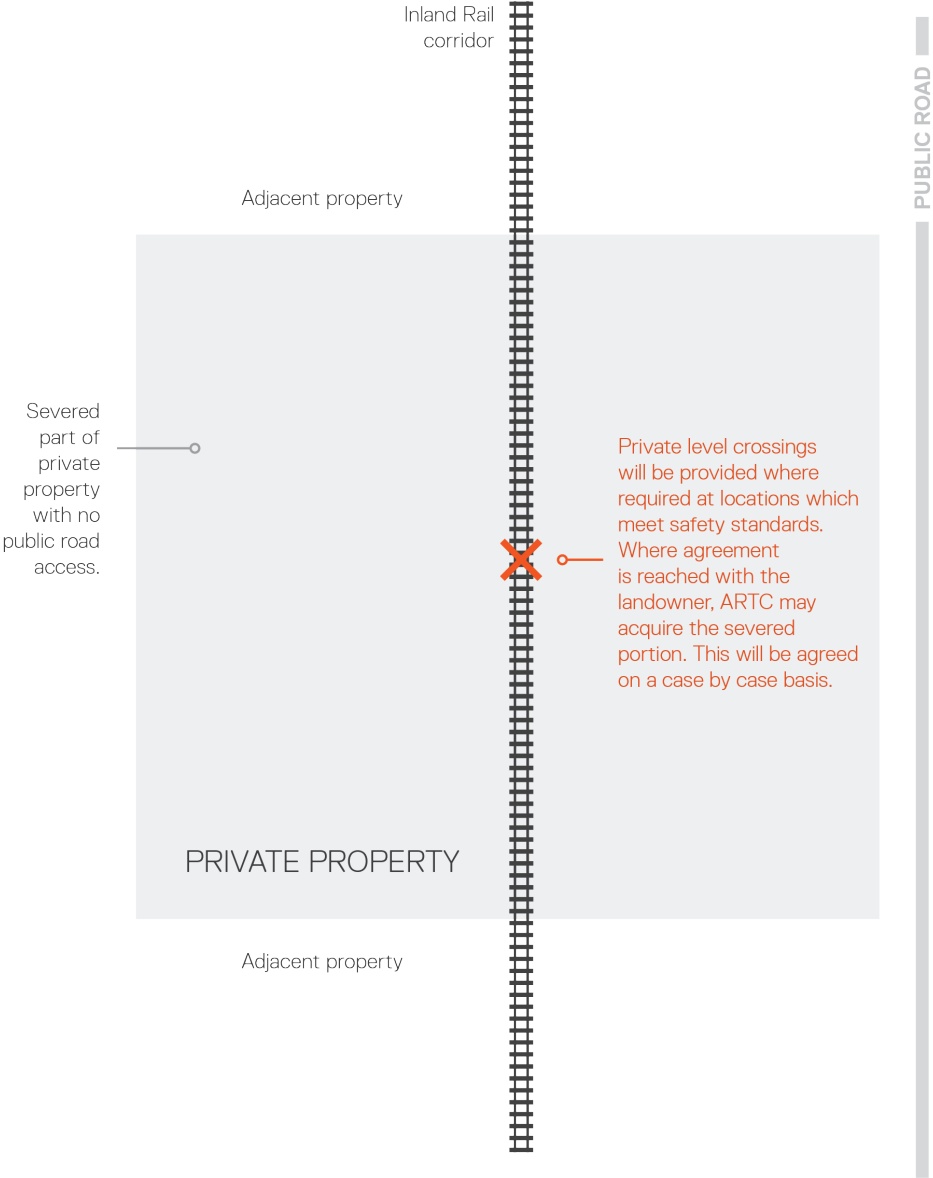 Inland Rail
corridor
PUBLIC ROAD
Adjacent property
Severed
part of
private
property
with no
public road
access.
Private level crossings
will be provided where
required at locations which
meet safety standards.
Where agreement
is reached with the
landowner, ARTC may
acquire the severed
portion. This will be agreed
on a case by case basis.
PRIVATE PROPERTY
Adjacent property